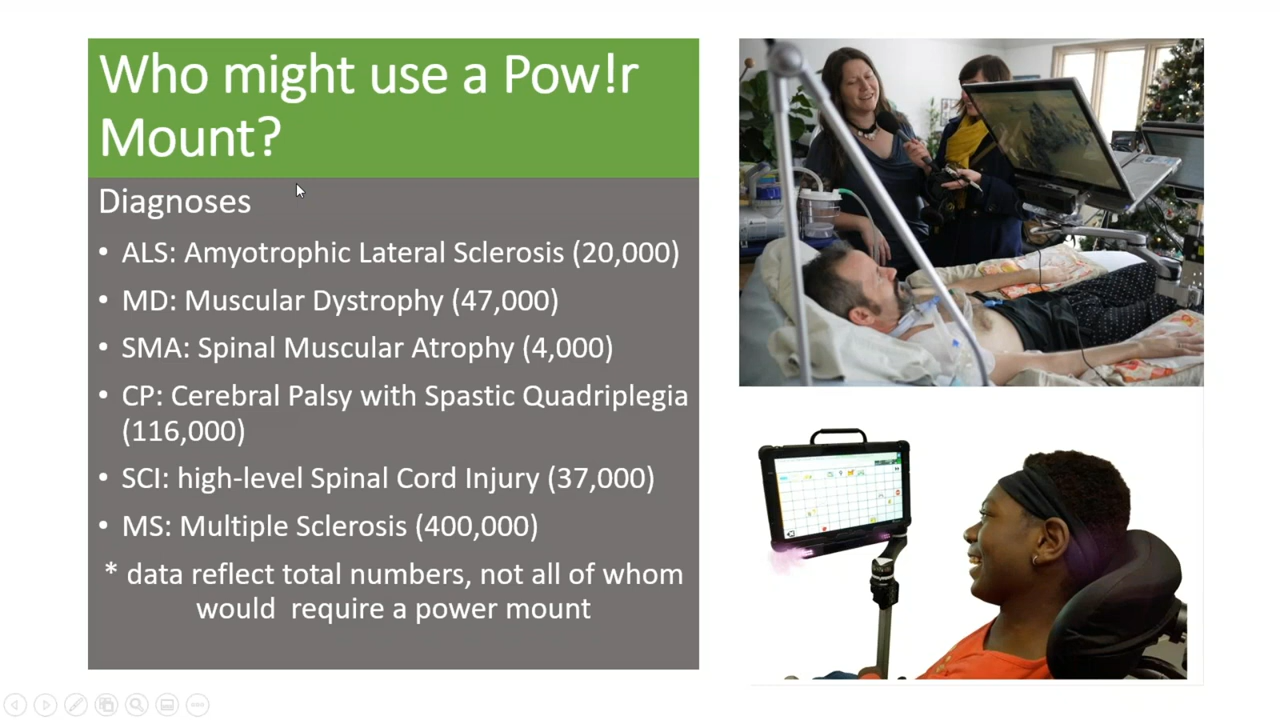 Who might use a Pow!r
Mount?
Diagnoses
• ALS: Amyotrophic Lateral Sclerosis (20,000)
• MD: Muscular Dystrophy (47,000)
• SMA: Spinal Muscular Atrophy (4,000)
• CP: Cerebral Palsy with Spastic Quadriplegia
(116,000)
• SCI: high-level Spinal Cord Injury (37,000)
• MS: Multiple Sclerosis (400,000)
* data reflect total numbers, not all of whom
would require a power mount